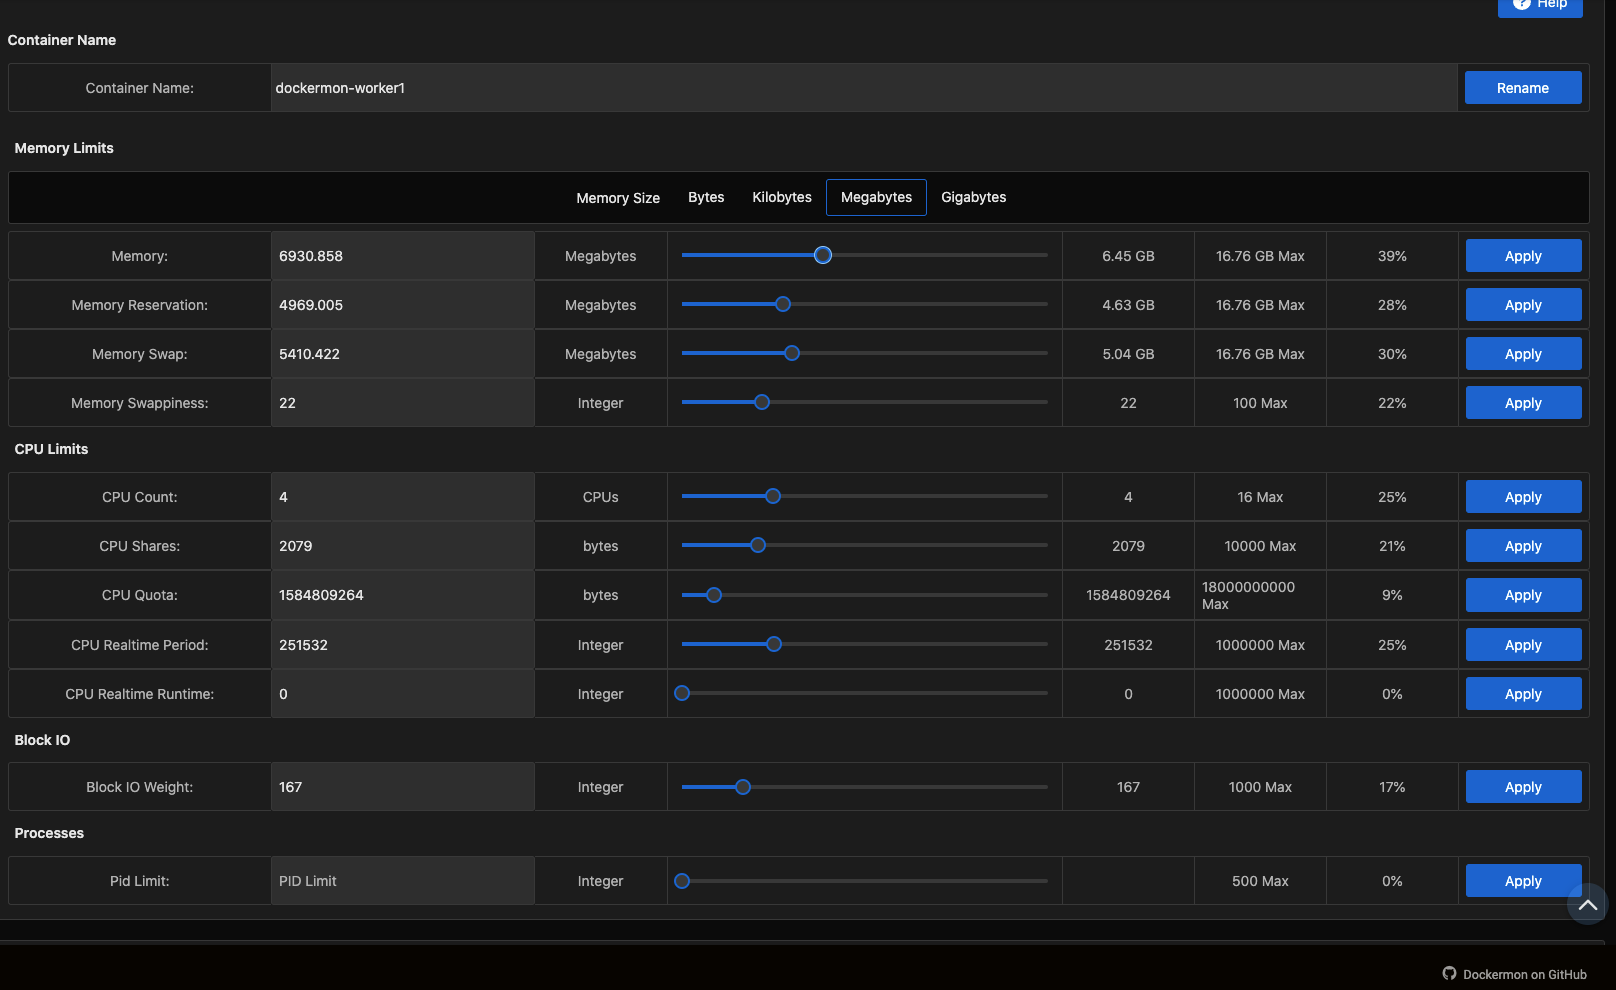 Help
Container Name
Container Name: dockermon-worker1 Rename
Memory Limits
Memory Size Bytes Kilobytes Megabytes Gigabytes
Memory: 6930.858 Megabytes 6.45 GB 16.76 GB Max 39% Apply
Memory Reservation: 4969.005 Megabytes 4.63 GB 16.76 GB Max 28% Apply
Memory Swap: 5410.422 Megabytes 5.04 GB 16.76 GB Max 30% Apply
Memory Swappiness: 22 Integer 22 100 Max 22% Apply
CPU Limits
CPU Count: 4 CPUs 4 16 Max 25% Apply
CPU Shares: 2079 bytes 2079 10000 Max 21% Apply
CPU Quota: 1584809264 bytes 1584809264 18000000000 Max 9% Apply
CPU Realtime Period: 251532 Integer 251532 1000000 Max 25% Apply
CPU Realtime Runtime: 0 Integer 0 1000000 Max 0% Apply
Block IO
Block IO Weight: 167 Integer 167 1000 Max 17% Apply
Processes
Pid Limit: PID Limit Integer 500 Max 0% Apply
Dockermon on GitHub